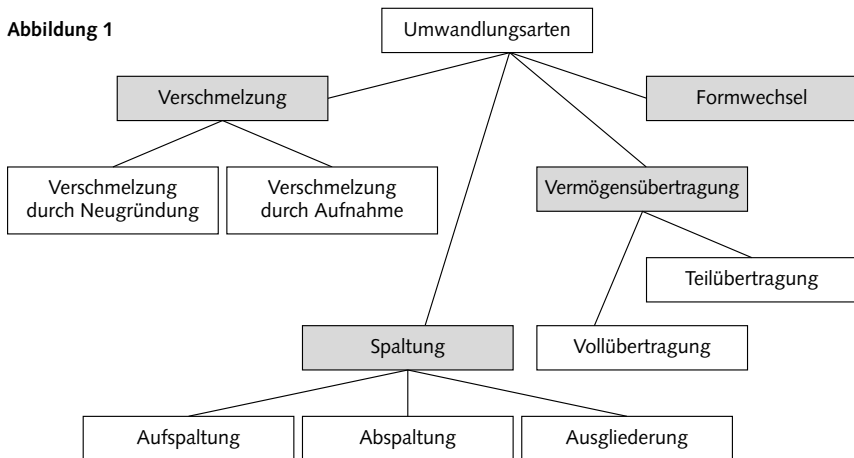 Abbildung 1
Umwandlungsarten
Verschmelzung
Formwechsel
Verschmelzung
durch Neugründung
Verschmelzung
durch Aufnahme
Vermögensübertragung
Teilübertragung
Spaltung
Vollübertragung
Aufspaltung
Abspaltung
Ausgliederung